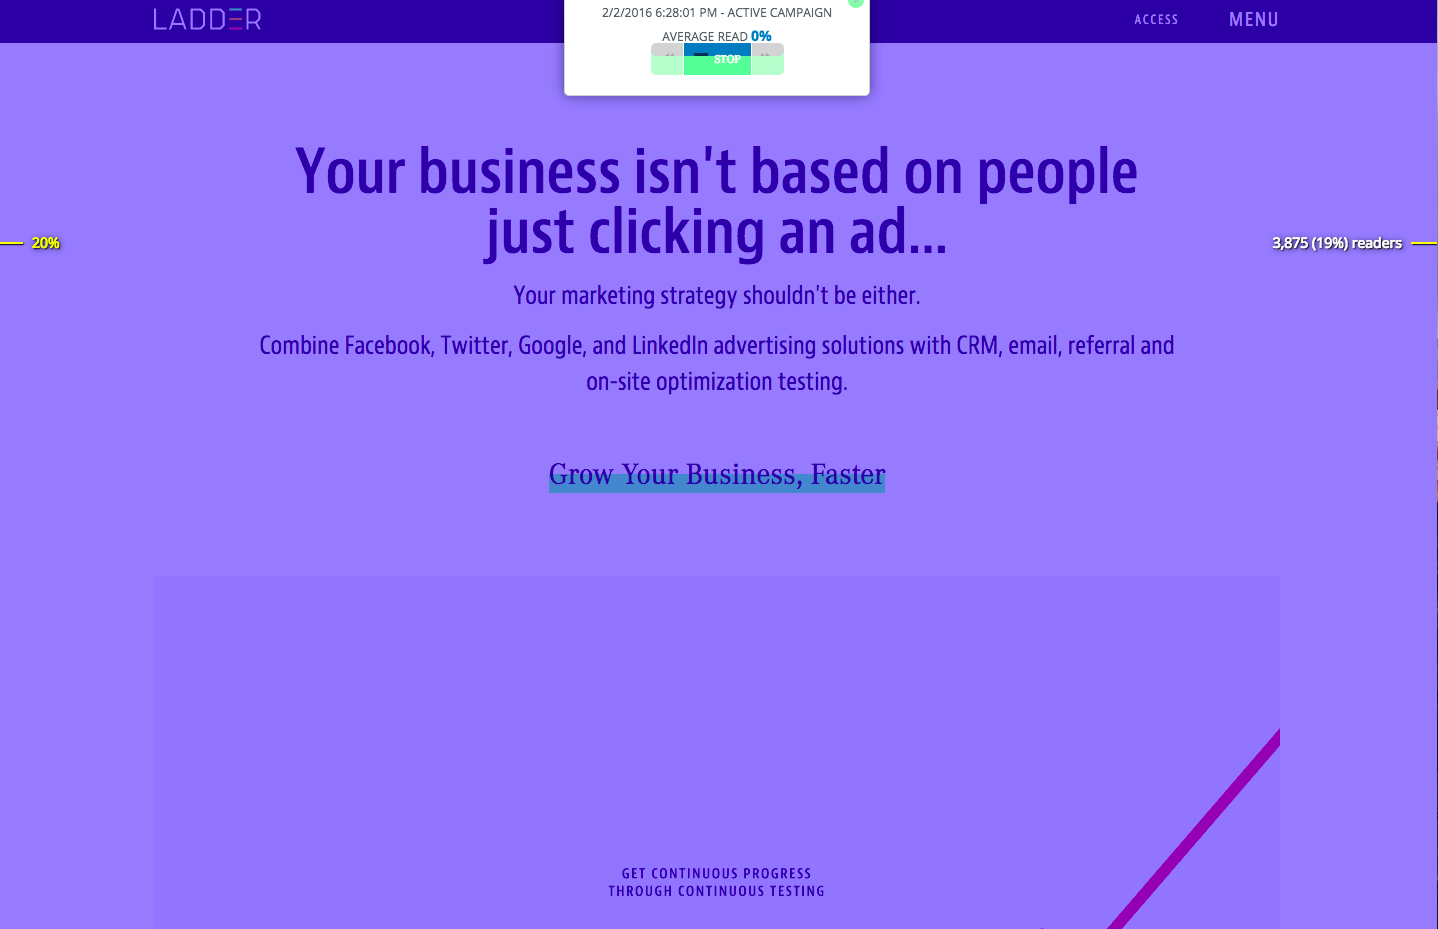 LADDER
2/2/2016 6:28:01 PM - ACTIVE CAMPAIGN
ACCESS
MENU
AVERAGE READ 0%
STOP
Your business isn't based on people
just clicking an ad...
20%
3,875 (19%) readers
Your marketing strategy shouldn't be either.
Combine Facebook, Twitter, Google, and LinkedIn advertising solutions with CRM, email, referral and
on-site optimization testing.
Grow Your Business, Faster
GET CONTINUOUS PROGRESS
THROUGH CONTINUOUS TESTING